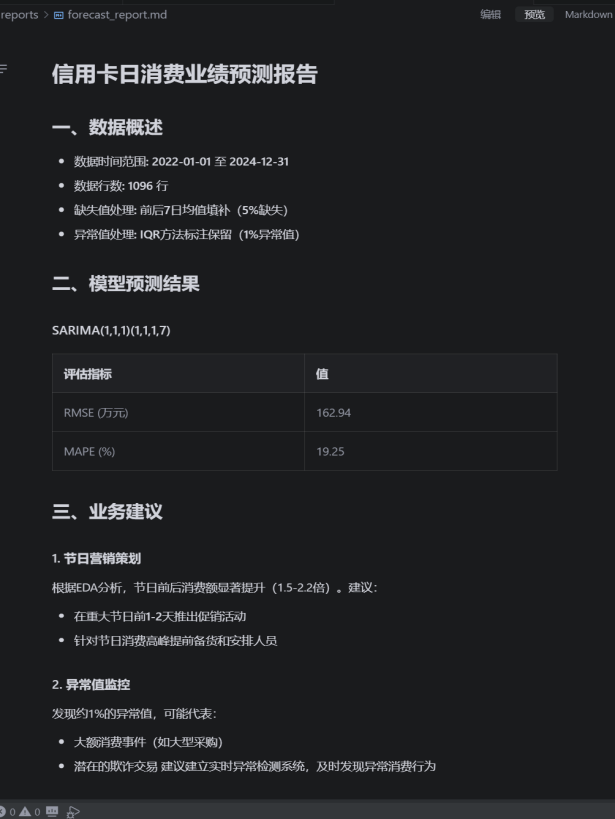 reports > forecast_report.md
编辑 预览 Markdown
信用卡日消费业绩预测报告
一、数据概述
• 数据时间范围: 2022-01-01 至 2024-12-31
• 数据行数: 1096 行
• 缺失值处理: 前后7日均值填补（5%缺失）
• 异常值处理: IQR方法标注保留（1%异常值）
二、模型预测结果
SARIMA(1,1,1)(1,1,1,7)
评估指标 值
RMSE (万元) 162.94
MAPE (%) 19.25
三、业务建议
1. 节日营销策划
根据EDA分析，节日前后消费额显著提升（1.5-2.2倍）。建议：
• 在重大节日前1-2天推出促销活动
• 针对节日消费高峰提前备货和安排人员
2. 异常值监控
发现约1%的异常值，可能代表：
• 大额消费事件（如大型采购）
• 潜在的欺诈交易 建议建立实时异常检测系统，及时发现异常消费行为
0 0